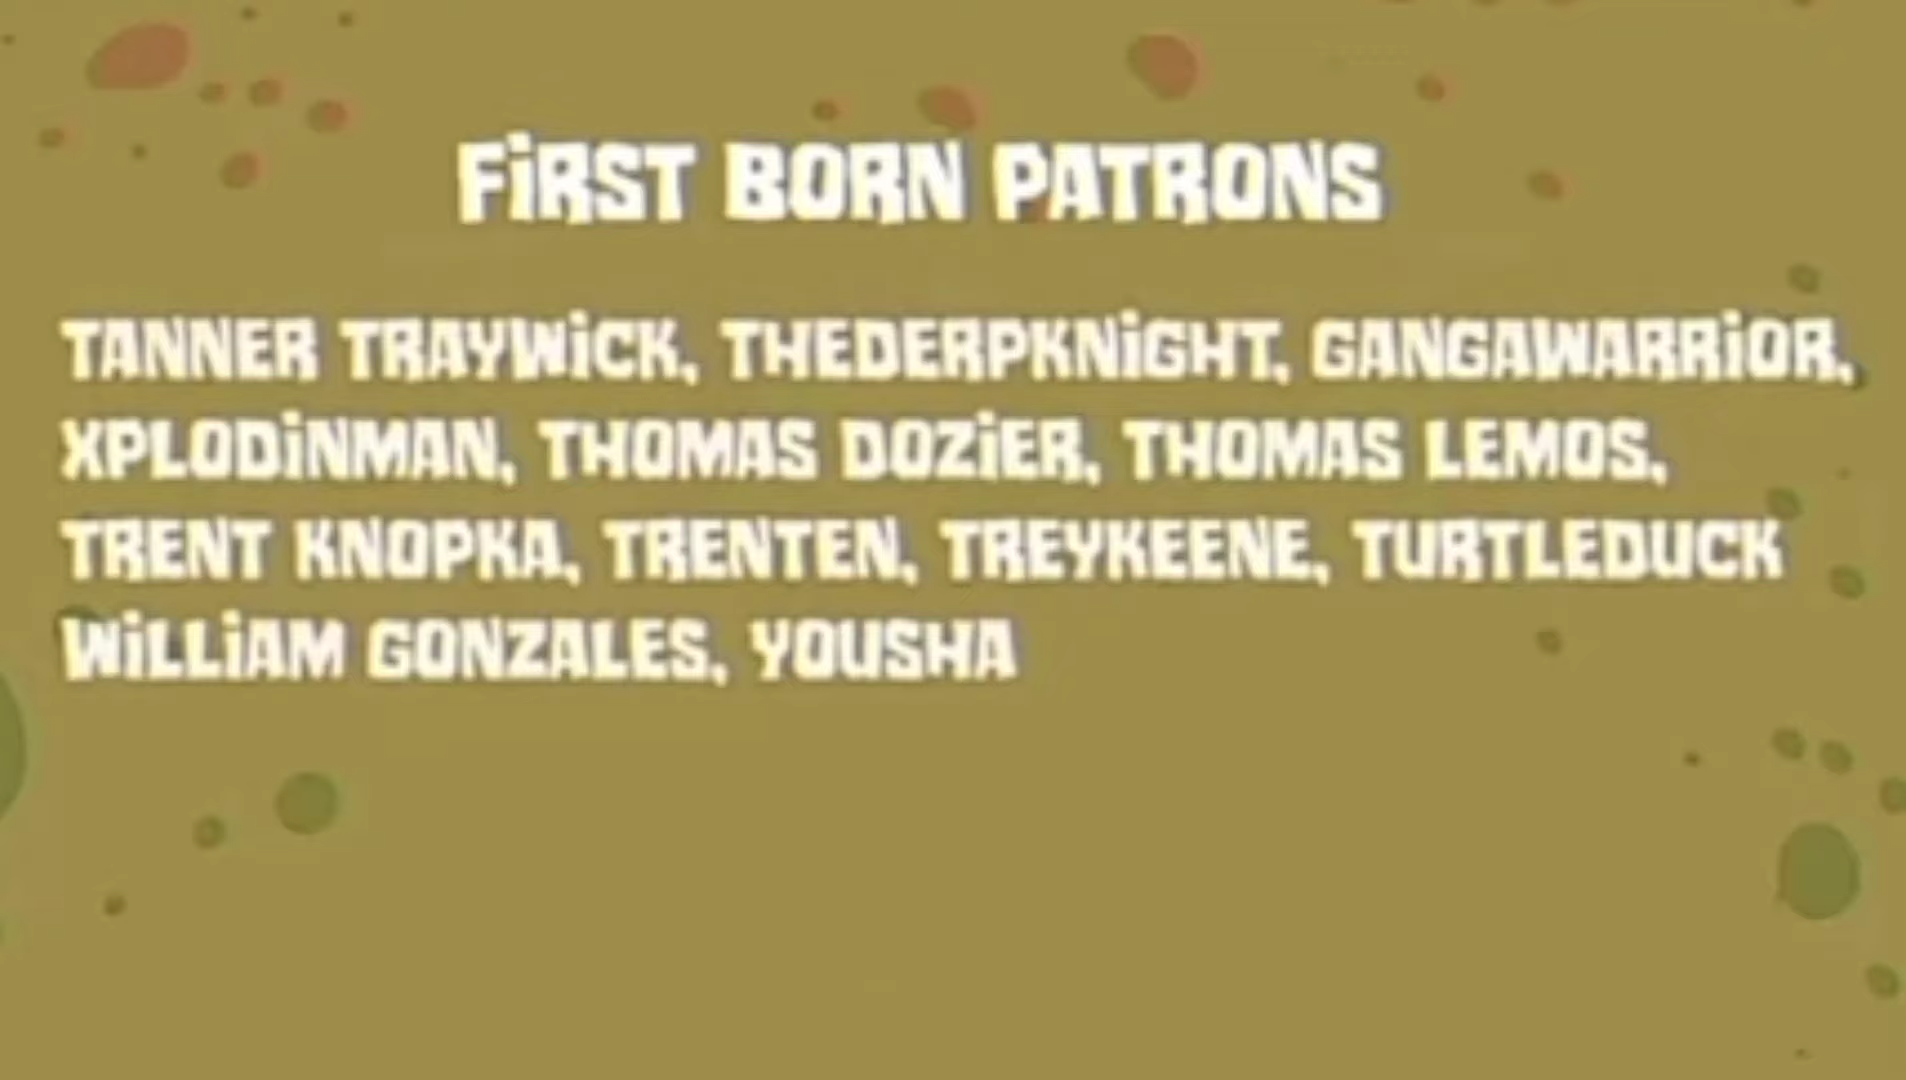 FiRST BORN PATRONS
TANNER TRAYWiCK, THEDERPKNiGHT, GANGAWARRiOR,
XPLODiNMAN, THOMAS DOZiER, THOMAS LEMOS,
TRENT KNOPKA, TRENTEN, TREYKEENE, TURTLEDUCK
WiLLiAM GONZALES, YOUSHA